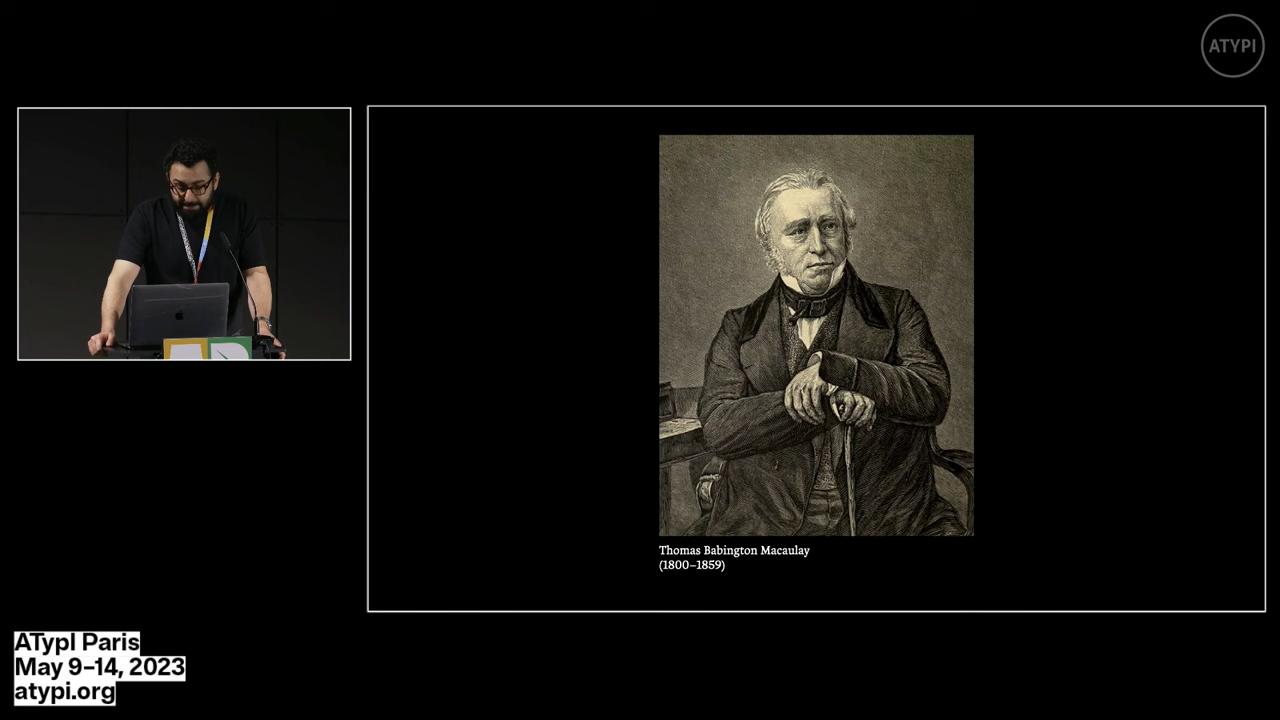 ATYPI
Thomas Babington Macaulay
(1800–1859)
ATypI Paris
May 9–14, 2023
atypi.org